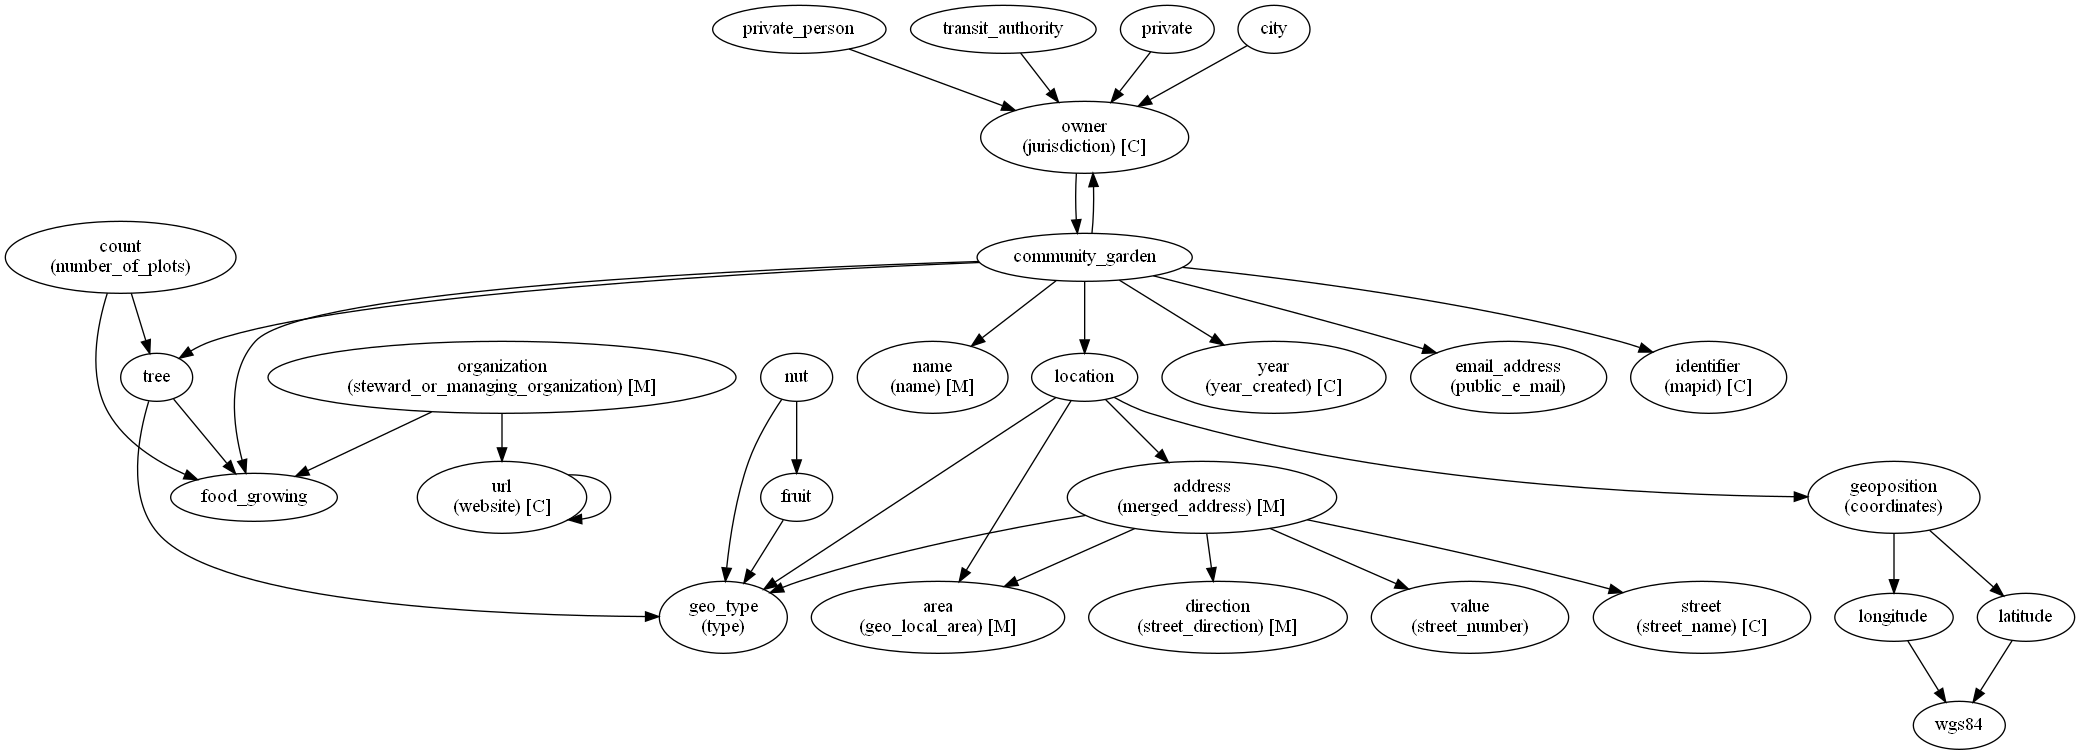 private_person
transit_authority
private
city
owner
(jurisdiction) [C]
count
(number_of_plots)
community_garden
tree
organization
(steward_or_managing_organization) [M]
nut
name
(name) [M]
location
year
(year_created) [C]
email_address
(public_e_mail)
identifier
(mapid) [C]
food_growing
url
(website) [C]
fruit
address
(merged_address) [M]
geoposition
(coordinates)
geo_type
(type)
area
(geo_local_area) [M]
direction
(street_direction) [M]
value
(street_number)
street
(street_name) [C]
longitude
latitude
wgs84